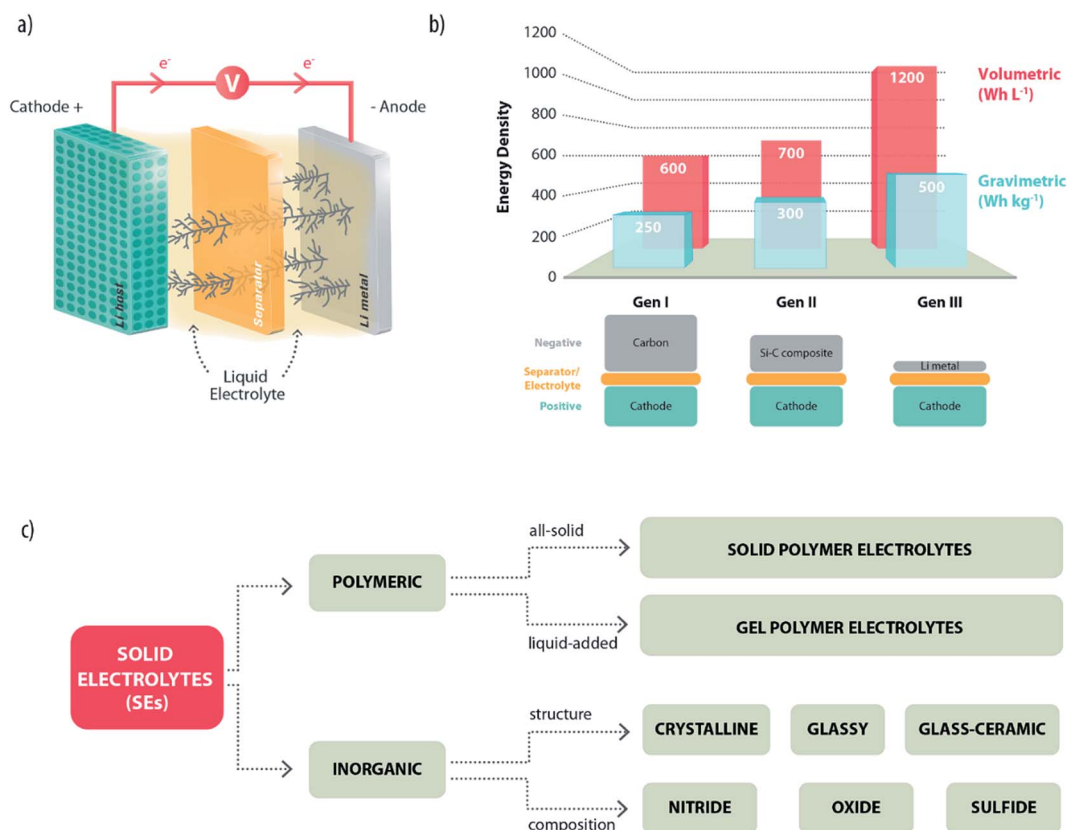 a)
e-
e-
V
Cathode +
- Anode
Li host
Separator
Li metal
Liquid
Electrolyte
b)
Energy Density
1200
1000
800
600
400
200
0
600
250
700
300
1200
500
Volumetric
(Wh L-1)
Gravimetric
(Wh kg-1)
Gen I
Gen II
Gen III
Negative
Separator/
Electrolyte
Positive
Carbon
Cathode
Si-C composite
Cathode
Li metal
Cathode
c)
SOLID
ELECTROLYTES
(SEs)
POLYMERIC
all-solid
SOLID POLYMER ELECTROLYTES
liquid-added
GEL POLYMER ELECTROLYTES
INORGANIC
structure
CRYSTALLINE
GLASSY
GLASS-CERAMIC
composition
NITRIDE
OXIDE
SULFIDE